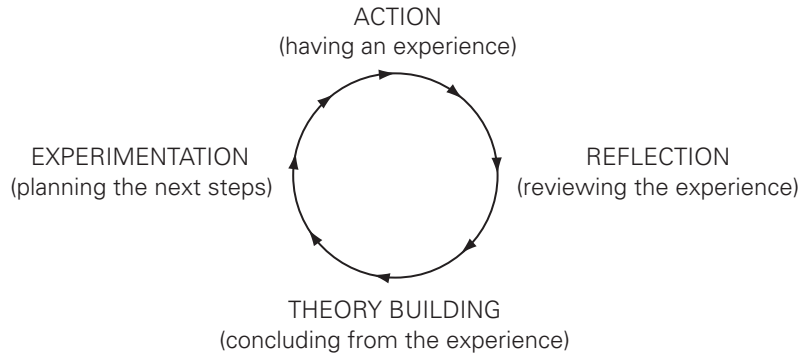 ACTION
(having an experience)
EXPERIMENTATION
(planning the next steps)
REFLECTION
(reviewing the experience)
THEORY BUILDING
(concluding from the experience)